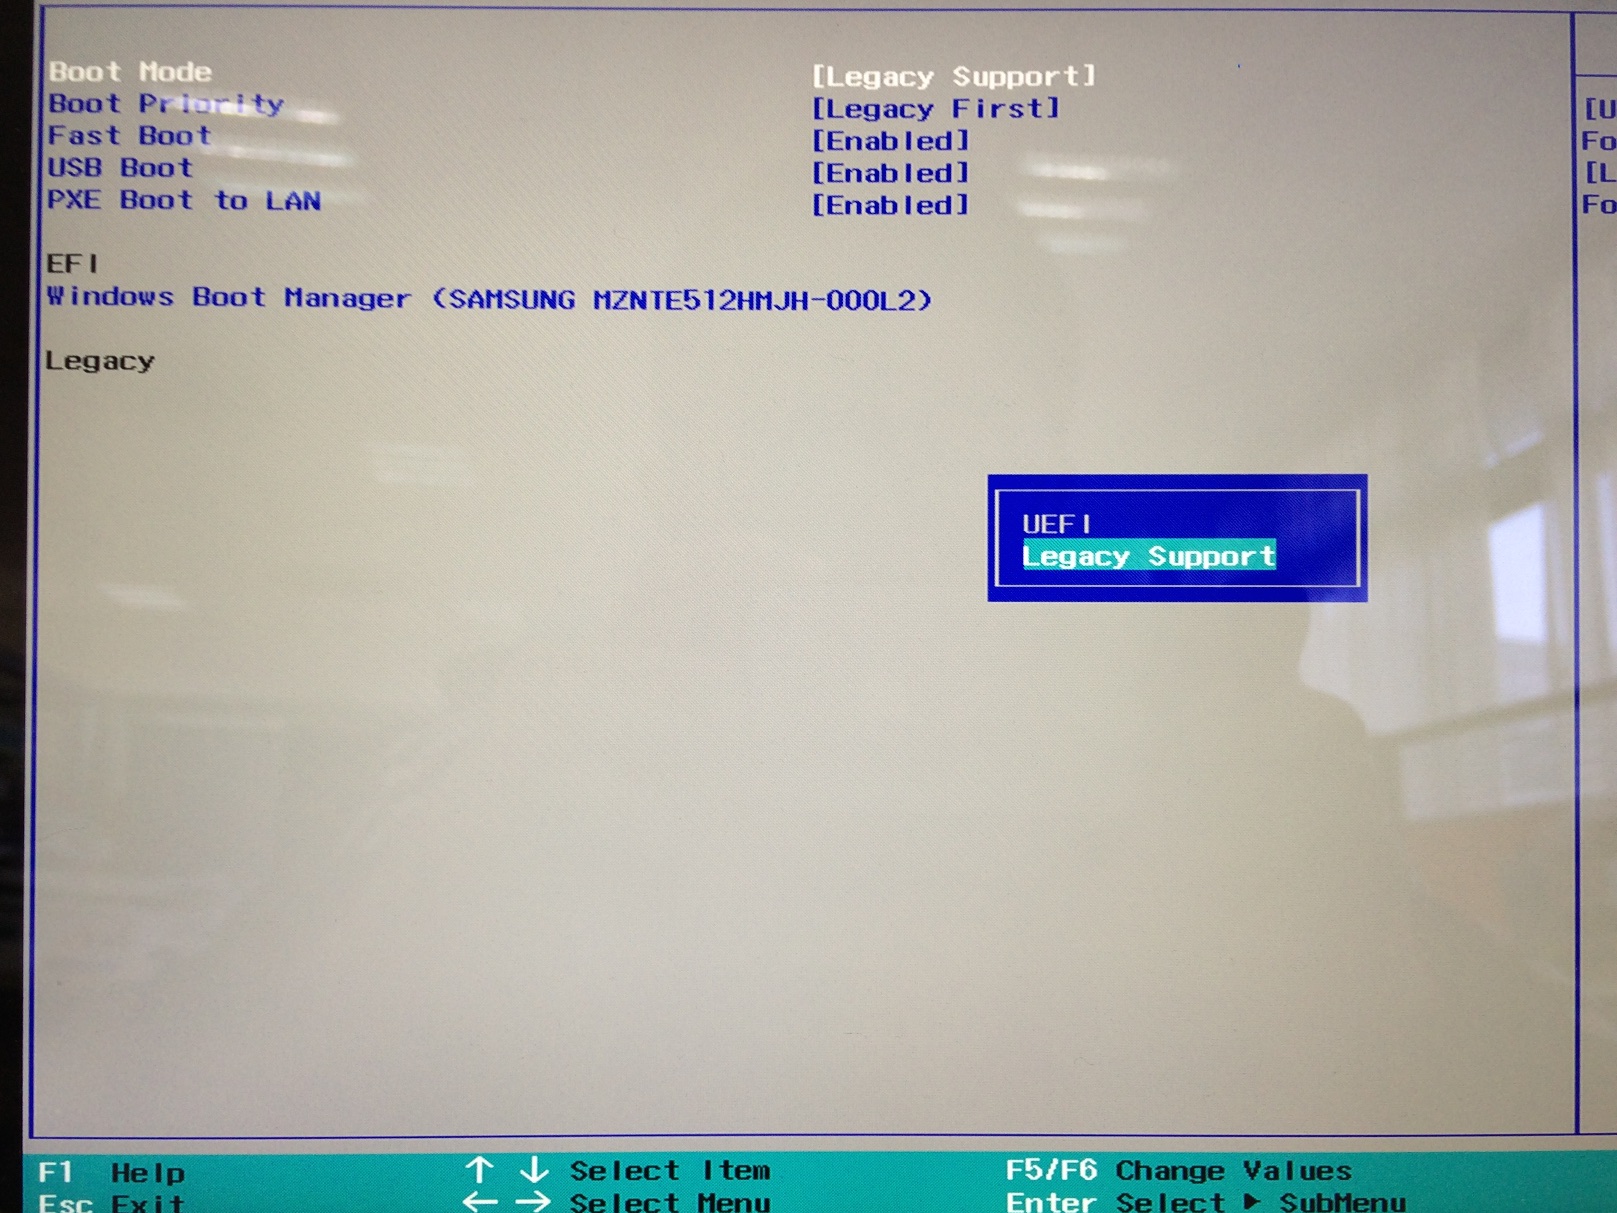 Boot Mode [Legacy Support]
Boot Priority [Legacy First]
Fast Boot [Enabled]
USB Boot [Enabled]
PXE Boot to LAN [Enabled]
EFI
Windows Boot Manager (SAMSUNG MZNTE512HMJH-000L2)
Legacy
UEFI
Legacy Support
[U
Fo
[L
Fo
F1 Help ↑ ↓ Select Item F5/F6 Change Values
Esc Exit ← → Select Menu Enter Select ▶ SubMenu